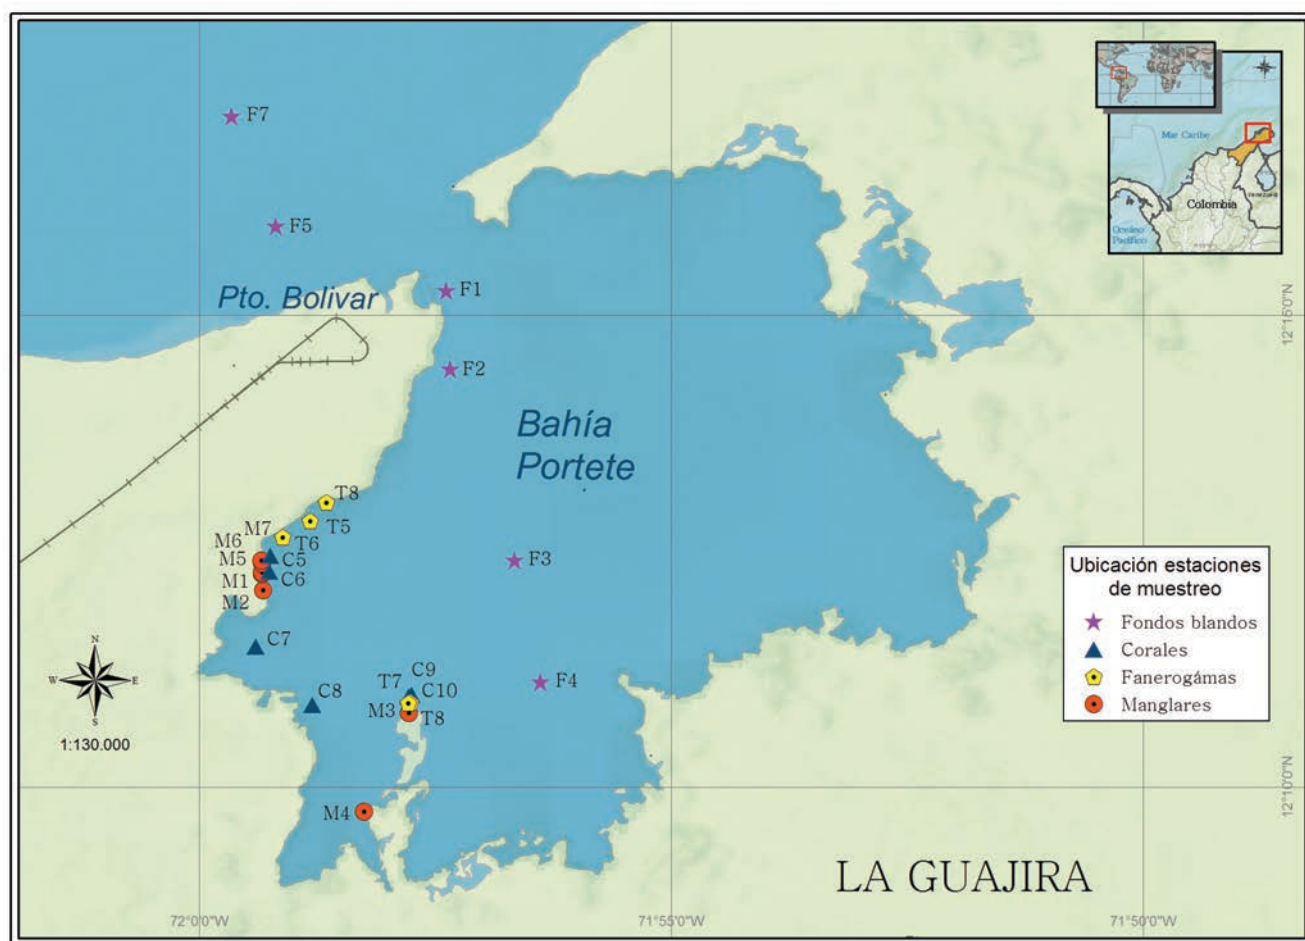 F7
F5
Pto. Bolivar
F1
F2
Bahía
Portete
Mar Caribe
Colombia
Oceáno
Pacífico
12°15'0"N
T8
T5
T6
M7
M6
M5
C5
M1
C6
M2
C7
F3
C8
C9
T7
C10
M3
T8
F4
M4
N
W
E
S
1:130.000
Ubicación estaciones
de muestreo
Fondos blandos
Corales
Fanerogámas
Manglares
12°10'0"N
LA GUAJIRA
72°0'0"W
71°55'0"W
71°50'0"W